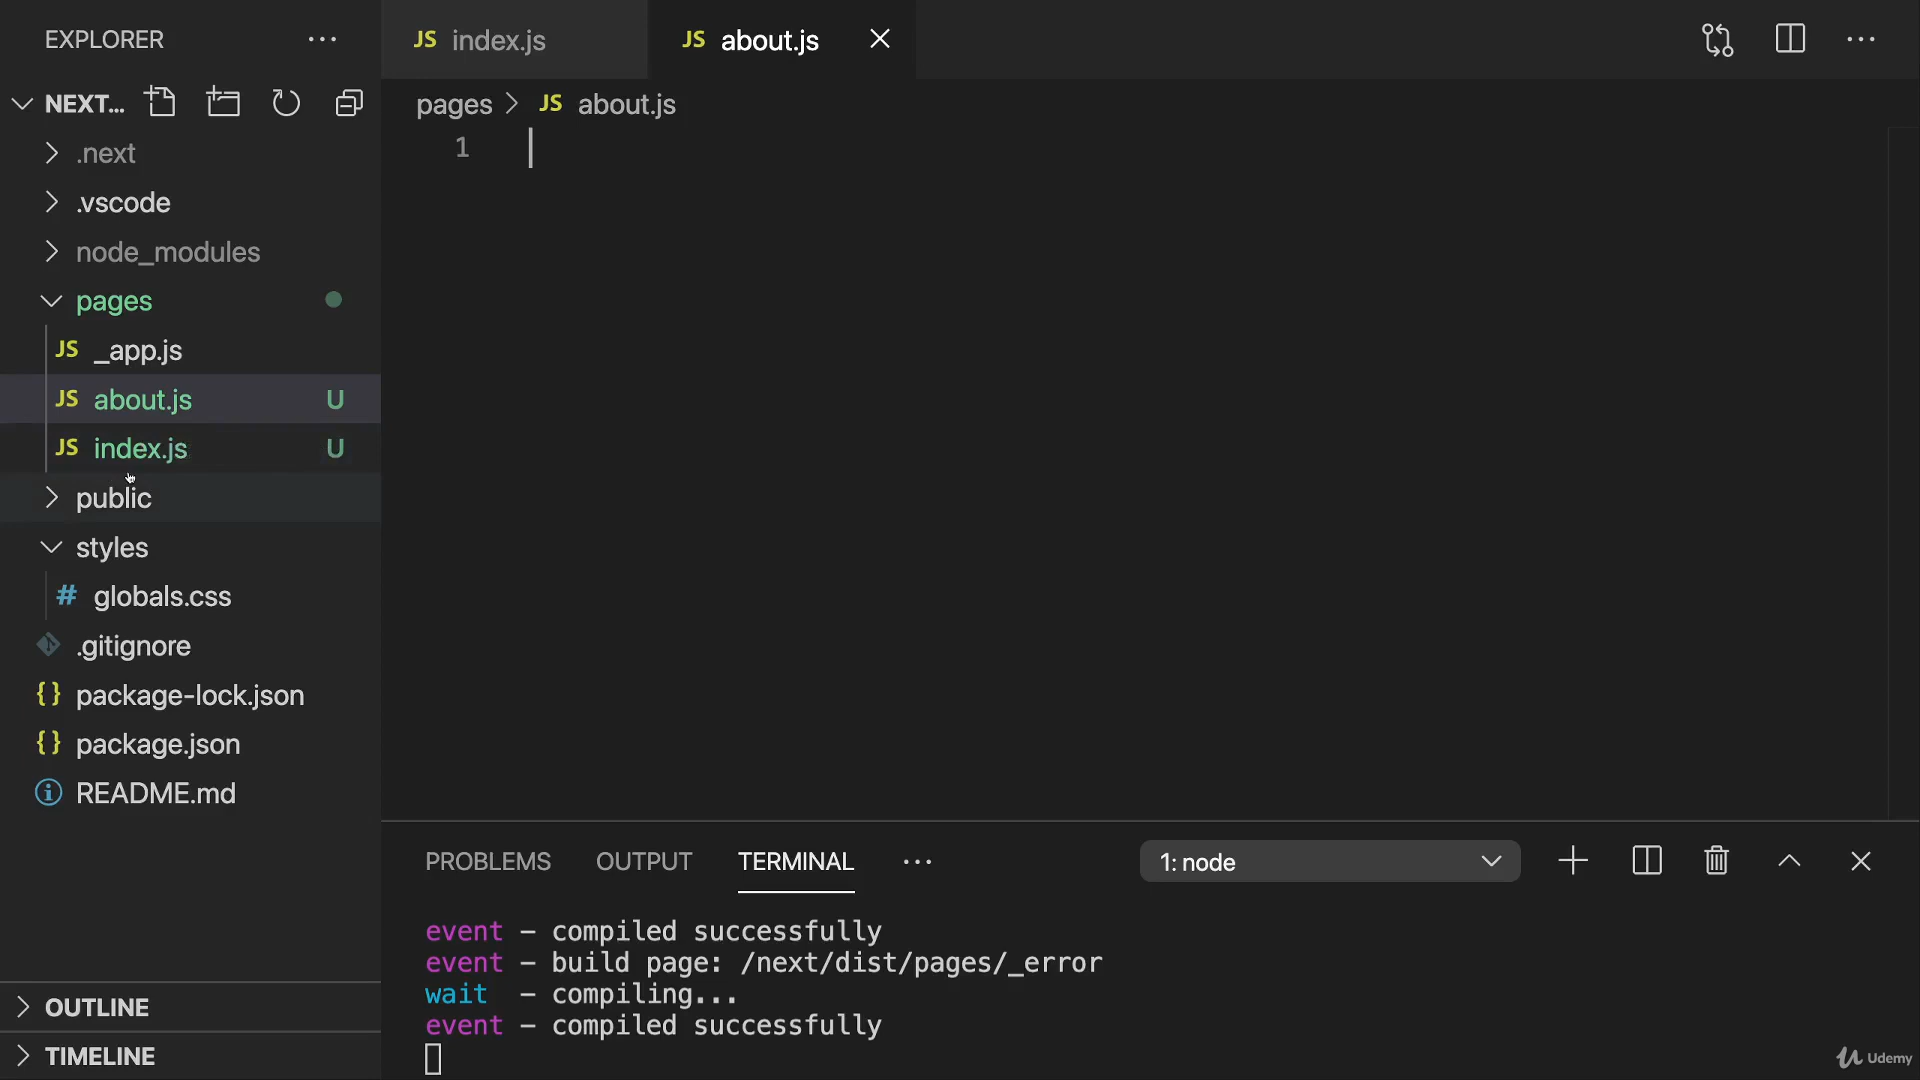 EXPLORER
NEXT...
.next
.vscode
node_modules
pages
JS _app.js
JS about.js U
JS index.js U
public
styles
# globals.css
.gitignore
{} package-lock.json
{} package.json
README.md
OUTLINE
TIMELINE
JS index.js
JS about.js
pages > JS about.js
1
PROBLEMS OUTPUT TERMINAL ... 1: node
event - compiled successfully
event - build page: /next/dist/pages/_error
wait - compiling...
event - compiled successfully
Udemy